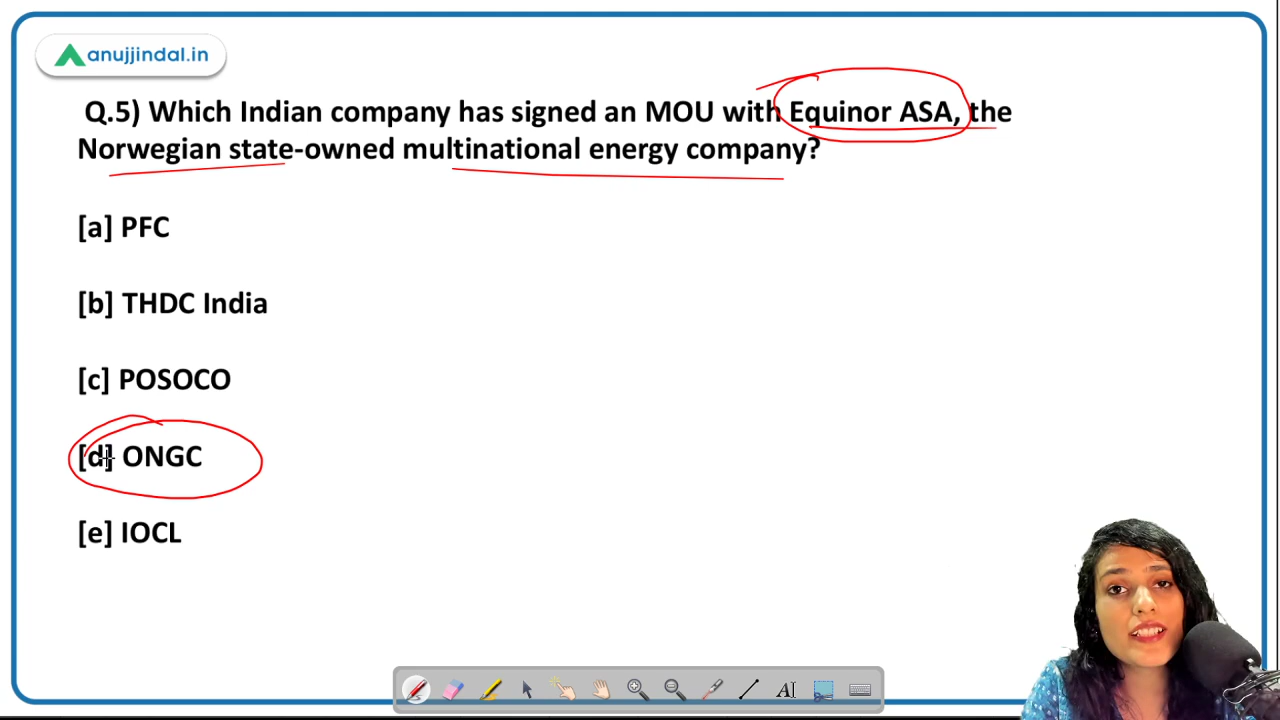 anujjindal.in
Q.5) Which Indian company has signed an MOU with Equinor ASA, the
Norwegian state-owned multinational energy company?
[a] PFC
[b] THDC India
[c] POSOCO
[d] ONGC
[e] IOCL
AI